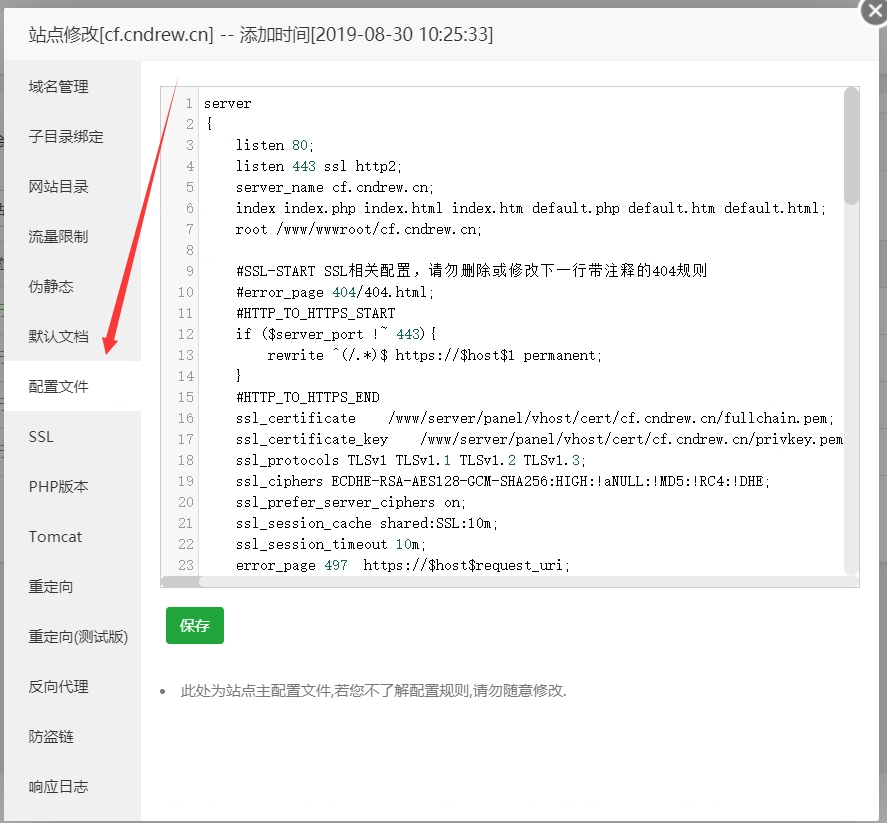 站点修改[cf.cndrew.cn] -- 添加时间[2019-08-30 10:25:33]
域名管理
子目录绑定
网站目录
流量限制
伪静态
默认文档
配置文件
SSL
PHP版本
Tomcat
重定向
重定向(测试版)
反向代理
防盗链
响应日志
1 server
2 {
3 listen 80;
4 listen 443 ssl http2;
5 server_name cf.cndrew.cn;
6 index index.php index.html index.htm default.php default.htm default.html;
7 root /www/wwwroot/cf.cndrew.cn;
8
9 #SSL-START SSL相关配置，请勿删除或修改下一行带注释的404规则
10 #error_page 404/404.html;
11 #HTTP_TO_HTTPS_START
12 if ($server_port !~ 443){
13 rewrite ^(/.*)$ https://$host$1 permanent;
14 }
15 #HTTP_TO_HTTPS_END
16 ssl_certificate /www/server/panel/vhost/cert/cf.cndrew.cn/fullchain.pem;
17 ssl_certificate_key /www/server/panel/vhost/cert/cf.cndrew.cn/privkey.pem
18 ssl_protocols TLSv1 TLSv1.1 TLSv1.2 TLSv1.3;
19 ssl_ciphers ECDHE-RSA-AES128-GCM-SHA256:HIGH:!aNULL:!MD5:!RC4:!DHE;
20 ssl_prefer_server_ciphers on;
21 ssl_session_cache shared:SSL:10m;
22 ssl_session_timeout 10m;
23 error_page 497 https://$host$request_uri;
保存
• 此处为站点主配置文件,若您不了解配置规则,请勿随意修改.